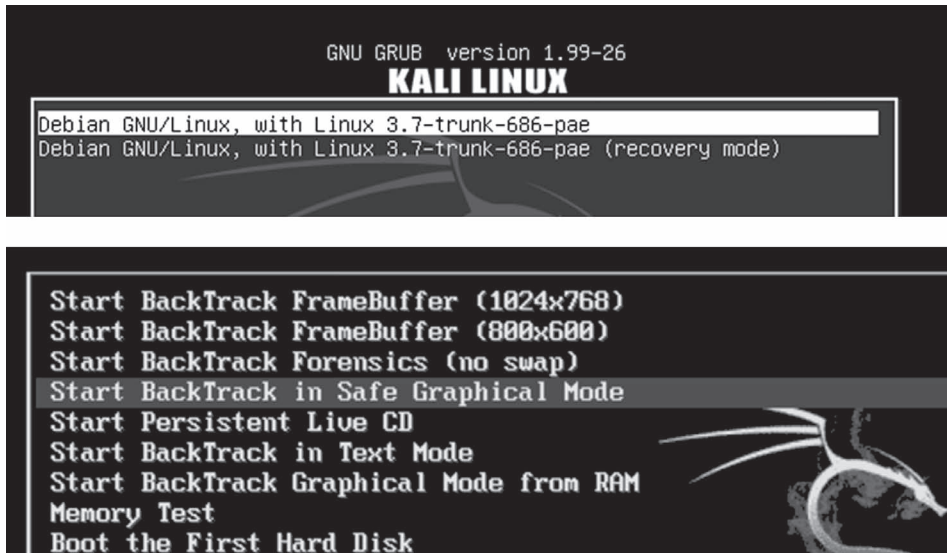 GNU GRUB version 1.99-26
KALI LINUX
Debian GNU/Linux, with Linux 3.7-trunk-686-pae
Debian GNU/Linux, with Linux 3.7-trunk-686-pae (recovery mode)
Start BackTrack FrameBuffer (1024x768)
Start BackTrack FrameBuffer (800x600)
Start BackTrack Forensics (no swap)
Start BackTrack in Safe Graphical Mode
Start Persistent Live CD
Start BackTrack in Text Mode
Start BackTrack Graphical Mode from RAM
Memory Test
Boot the First Hard Disk